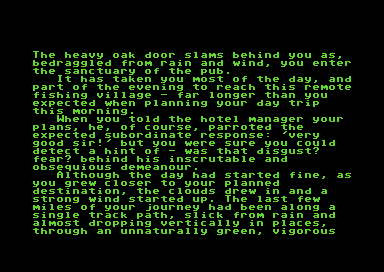 The heavy oak door slams behind you as,
bedraggled from rain and wind, you enter
the sanctuary of the pub.
It has taken you most of the day, and
part of the evening to reach this remote
fishing village - far longer than you
expected when planning your day trip
this morning.
When you told the hotel manager your
plans, he, of course, parroted the
expected subordinate response: 'very
good sir!' but you were sure you could
detect a hint of - was that disgust?
fear? behind his inscrutable and
obsequious demeanour.
Although the day had started fine, as
you grew closer to your planned
destination, the clouds drew in and a
strong wind started up. The last few
miles of your journey had been along a
single track path, slick from rain and
almost dropping vertically in places,
through an unnaturally green, vigorous